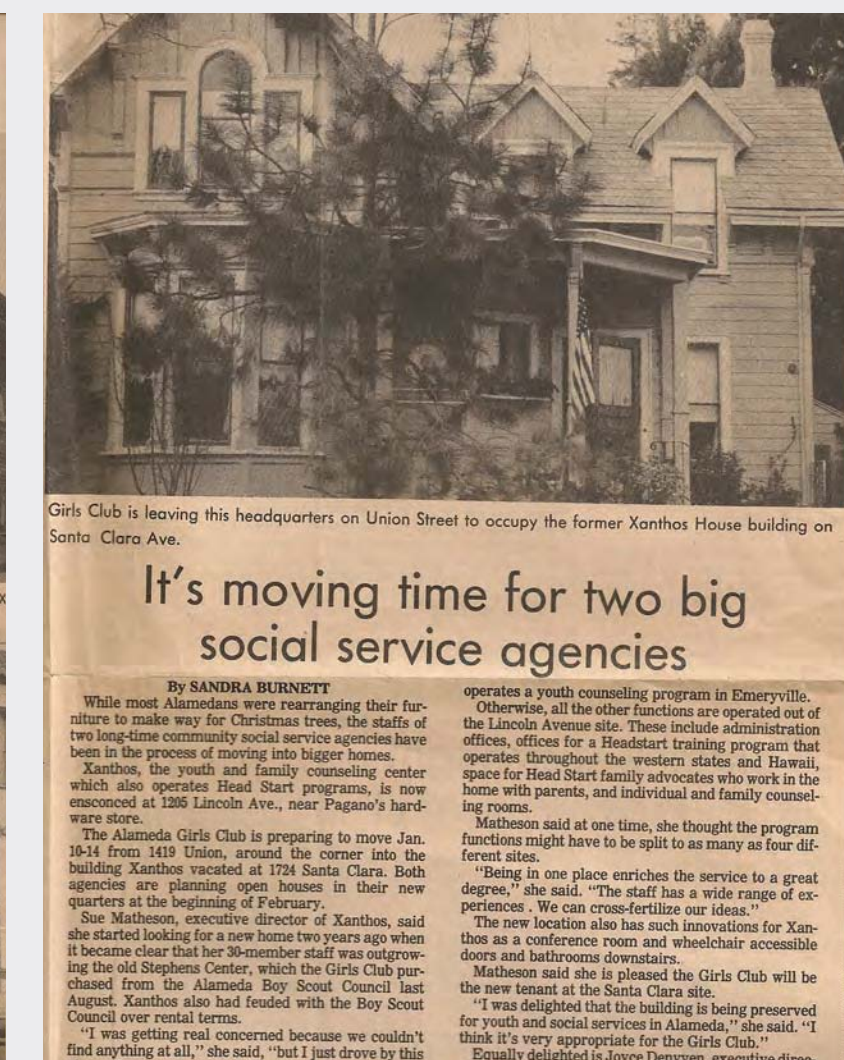 Girls Club is leaving this headquarters on Union Street to occupy the former Xanthos House building on
Santa Clara Ave.
It's moving time for two big
social service agencies
By SANDRA BURNETT
While most Alamedans were rearranging their fur-
niture to make way for Christmas trees, the staffs of
two long-time community social service agencies have
been in the process of moving into bigger homes.
Xanthos, the youth and family counseling center
which also operates Head Start programs, is now
ensconced at 1205 Lincoln Ave., near Pagano's hard-
ware store.
The Alameda Girls Club is preparing to move Jan.
10-14 from 1419 Union, around the corner into the
building Xanthos vacated at 1724 Santa Clara. Both
agencies are planning open houses in their new
quarters at the beginning of February.
Sue Matheson, executive director of Xanthos, said
she started looking for a new home two years ago when
it became clear that her 30-member staff was outgrow-
ing the old Stephens Center, which the Girls Club pur-
chased from the Alameda Boy Scout Council last
August. Xanthos also had feuded with the Boy Scout
Council over rental terms.
"I was getting real concerned because we couldn't
find anything at all," she said, "but I just drove by this
operates a youth counseling program in Emeryville.
Otherwise, all the other functions are operated out of
the Lincoln Avenue site. These include administration
offices, offices for a Headstart training program that
operates throughout the western states and Hawaii,
space for Head Start family advocates who work in the
home with parents, and individual and family counsel-
ing rooms.
Matheson said at one time, she thought the program
functions might have to be split to as many as four dif-
ferent sites.
"Being in one place enriches the service to a great
degree," she said. "The staff has a wide range of ex-
periences . We can cross-fertilize our ideas."
The new location also has such innovations for Xan-
thos as a conference room and wheelchair accessible
doors and bathrooms downstairs.
Matheson said she is pleased the Girls Club will be
the new tenant at the Santa Clara site.
"I was delighted that the building is being preserved
for youth and social services in Alameda," she said. "I
think it's very appropriate for the Girls Club."
Equally delighted is Joyce Denyven, executive direc-